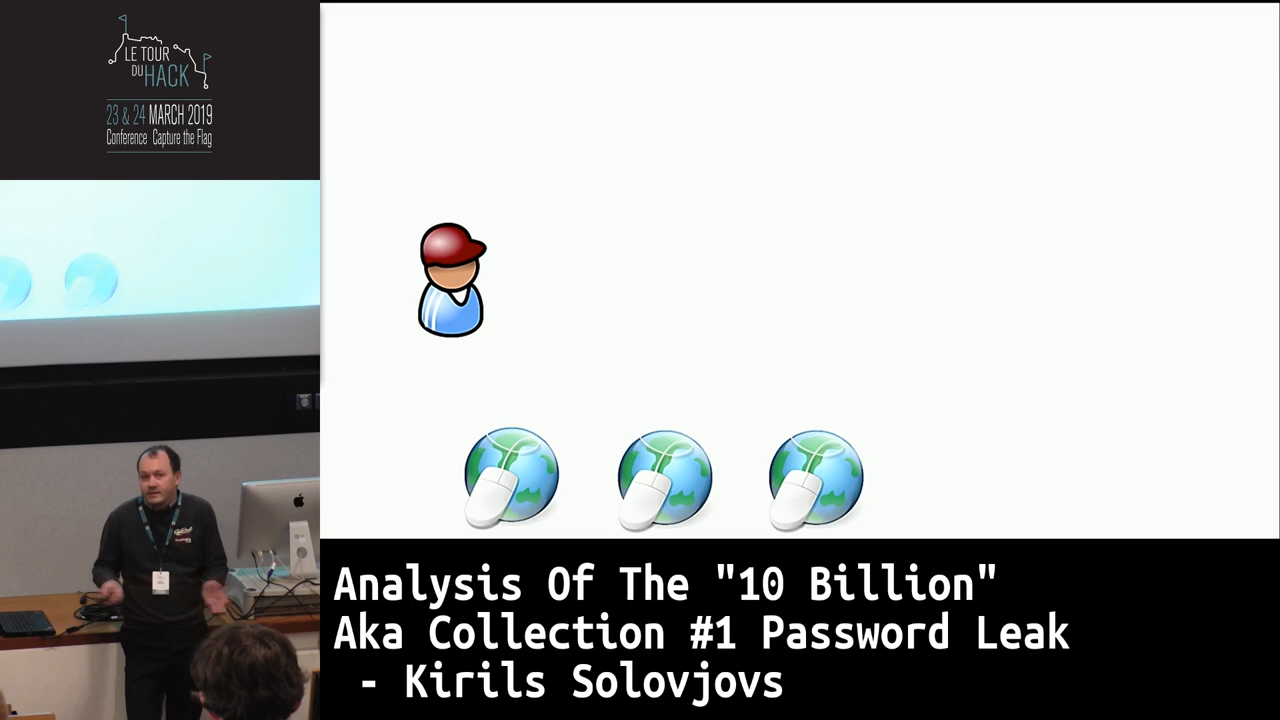 LE TOUR
DU HACK
23 & 24 MARCH 2019
Conference Capture the Flag
Analysis Of The "10 Billion"
Aka Collection #1 Password Leak
- Kirils Solovjovs